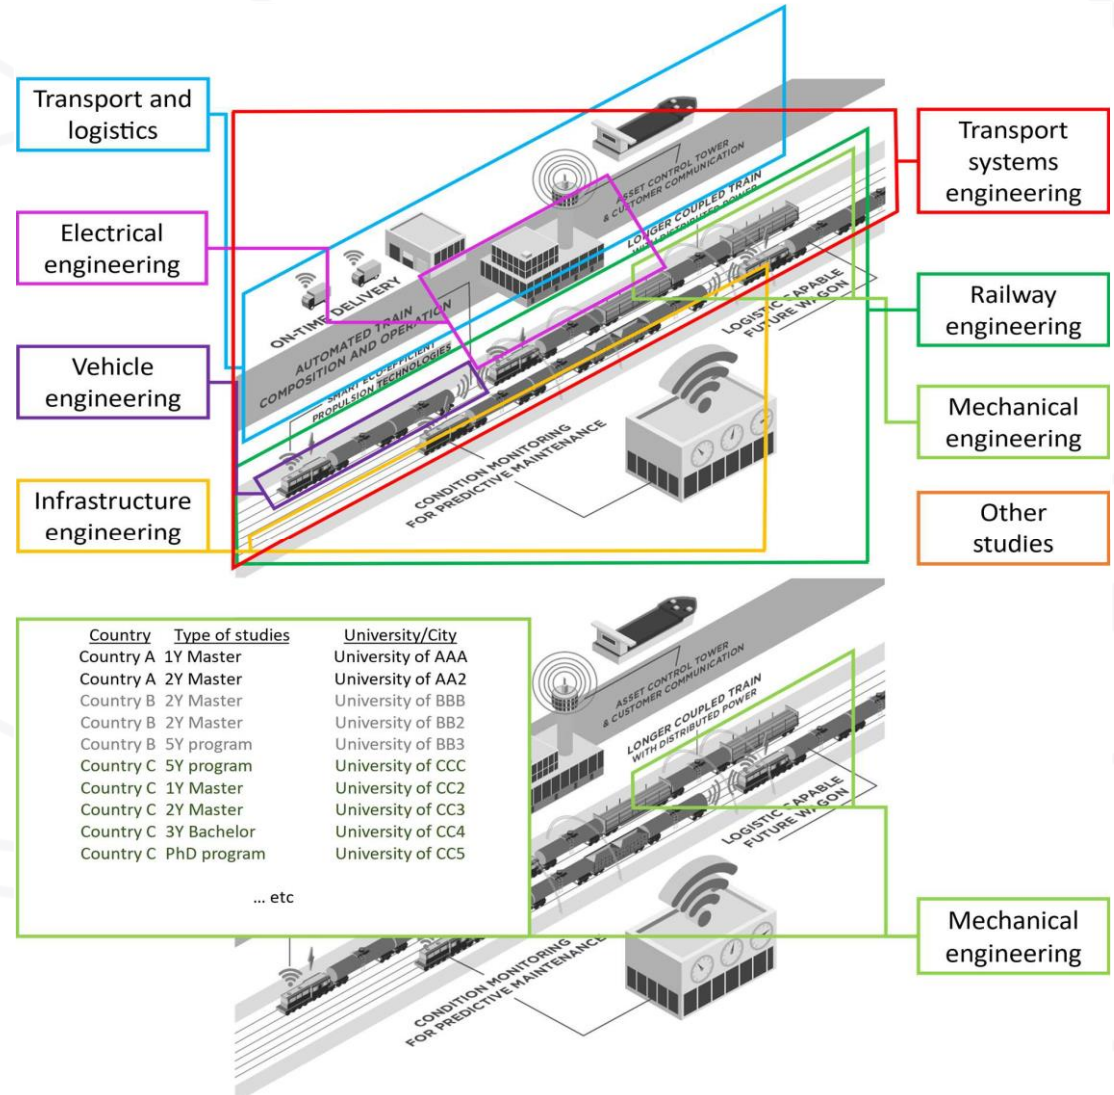 Transport and
logistics
Electrical
engineering
Vehicle
engineering
Infrastructure
engineering
Transport
systems
engineering
Railway
engineering
Mechanical
engineering
Other
studies
ASSET CONTROL TOWER
& CUSTOMER COMMUNICATION
LONGER COUPLED TRAIN
WITH DISTRIBUTED POWER
ON-TIME DELIVERY
AUTOMATED TRAIN
COMPOSITION AND OPERATION
SMART ECO-EFFICIENT
PROPULSION TECHNOLOGIES
LOGISTIC CAPABLE
FUTURE WAGON
CONDITION MONITORING
FOR PREDICTIVE MAINTENANCE
Country Type of studies University/City
Country A 1Y Master University of AAA
Country A 2Y Master University of AA2
Country B 2Y Master University of BBB
Country B 2Y Master University of BB2
Country B 5Y program University of BB3
Country C 5Y program University of CCC
Country C 1Y Master University of CC2
Country C 2Y Master University of CC3
Country C 3Y Bachelor University of CC4
Country C PhD program University of CC5
... etc
ASSET CONTROL TOWER
& CUSTOMER COMMUNICATION
LONGER COUPLED TRAIN
WITH DISTRIBUTED POWER
LOGISTIC CAPABLE
FUTURE WAGON
CONDITION MONITORING
FOR PREDICTIVE MAINTENANCE
Mechanical
engineering